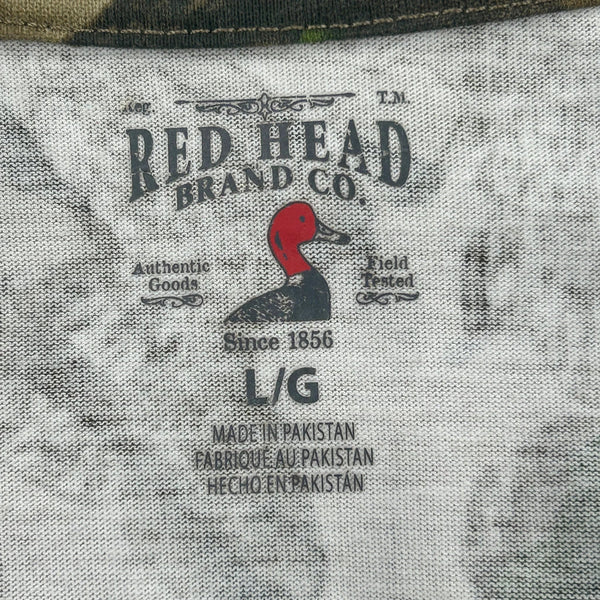 Reg. T.M.
RED HEAD
BRAND CO.
Authentic Goods
Field Tested
Since 1856
L/G
MADE IN PAKISTAN
FABRIQUÉ AU PAKISTAN
HECHO EN PAKISTÁN